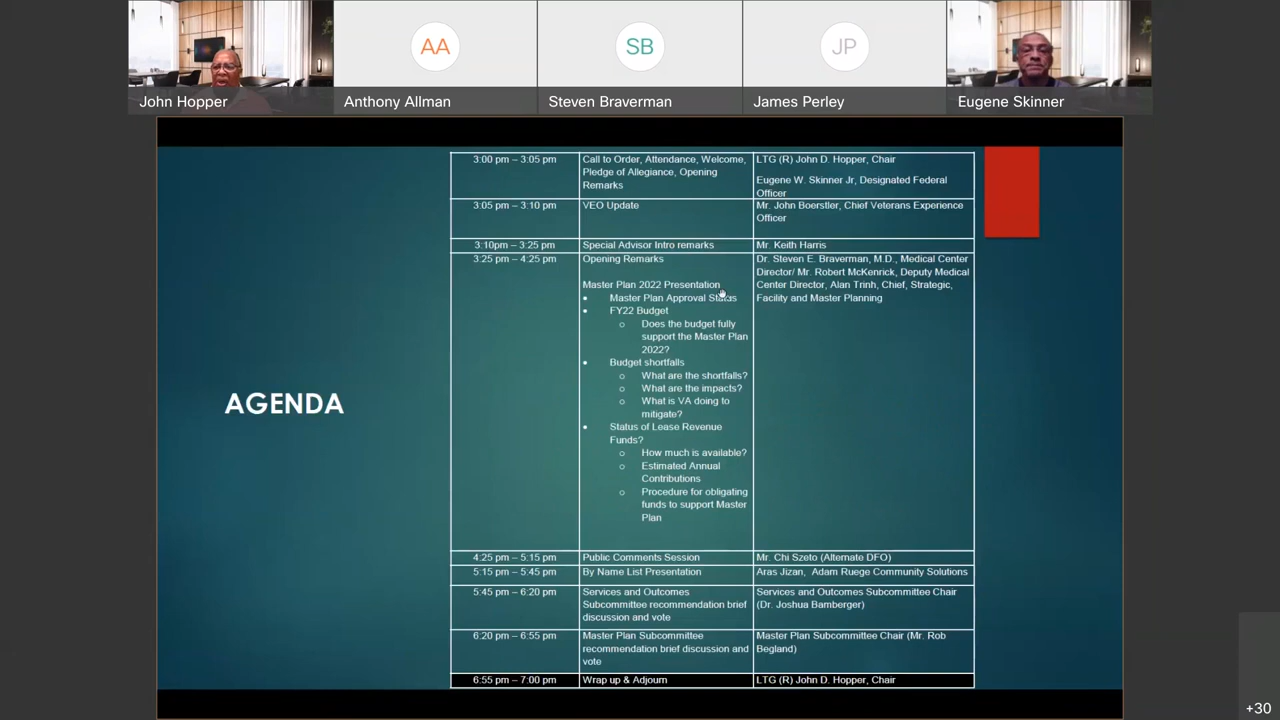 AA
SB
JP
John Hopper
Anthony Allman
Steven Braverman
James Perley
Eugene Skinner
AGENDA
3:00 pm – 3:05 pm
Call to Order, Attendance, Welcome,
Pledge of Allegiance, Opening
Remarks
LTG (R) John D. Hopper, Chair
Eugene W. Skinner Jr, Designated Federal
Officer
3:05 pm – 3:10 pm
VEO Update
Mr. John Boerstler, Chief Veterans Experience
Officer
3:10pm – 3:25 pm
Special Advisor Intro remarks
Mr. Keith Harris
3:25 pm – 4:25 pm
Opening Remarks
Master Plan 2022 Presentation
• Master Plan Approval Status
• FY22 Budget
o Does the budget fully
support the Master Plan
2022?
• Budget shortfalls
o What are the shortfalls?
o What are the impacts?
o What is VA doing to
mitigate?
• Status of Lease Revenue
Funds?
o How much is available?
o Estimated Annual
Contributions
o Procedure for obligating
funds to support Master
Plan
Dr. Steven E. Braverman, M.D., Medical Center
Director/ Mr. Robert McKenrick, Deputy Medical
Center Director, Alan Trinh, Chief, Strategic,
Facility and Master Planning
4:25 pm – 5:15 pm
Public Comments Session
Mr. Chi Szeto (Alternate DFO)
5:15 pm – 5:45 pm
By Name List Presentation
Aras Jizan, Adam Ruege Community Solutions
5:45 pm – 6:20 pm
Services and Outcomes
Subcommittee recommendation brief
discussion and vote
Services and Outcomes Subcommittee Chair
(Dr. Joshua Bamberger)
6:20 pm – 6:55 pm
Master Plan Subcommittee
recommendation brief discussion and
vote
Master Plan Subcommittee Chair (Mr. Rob
Begland)
6:55 pm – 7:00 pm
Wrap up & Adjourn
LTG (R) John D. Hopper, Chair
+30